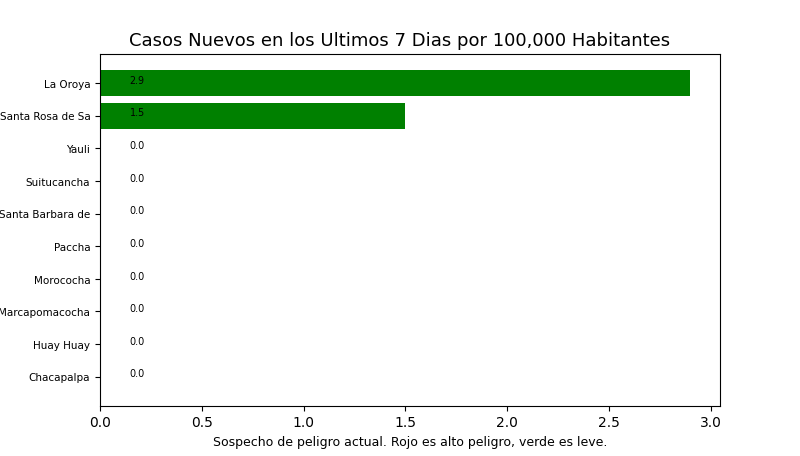 Casos Nuevos en los Ultimos 7 Dias por 100,000 Habitantes
La Oroya 2.9
Santa Rosa de Sa 1.5
Yauli 0.0
Suitucancha 0.0
Santa Barbara de 0.0
Paccha 0.0
Morococha 0.0
Marcapomacocha 0.0
Huay Huay 0.0
Chacapalpa 0.0
0.0 0.5 1.0 1.5 2.0 2.5 3.0
Sospecho de peligro actual. Rojo es alto peligro, verde es leve.